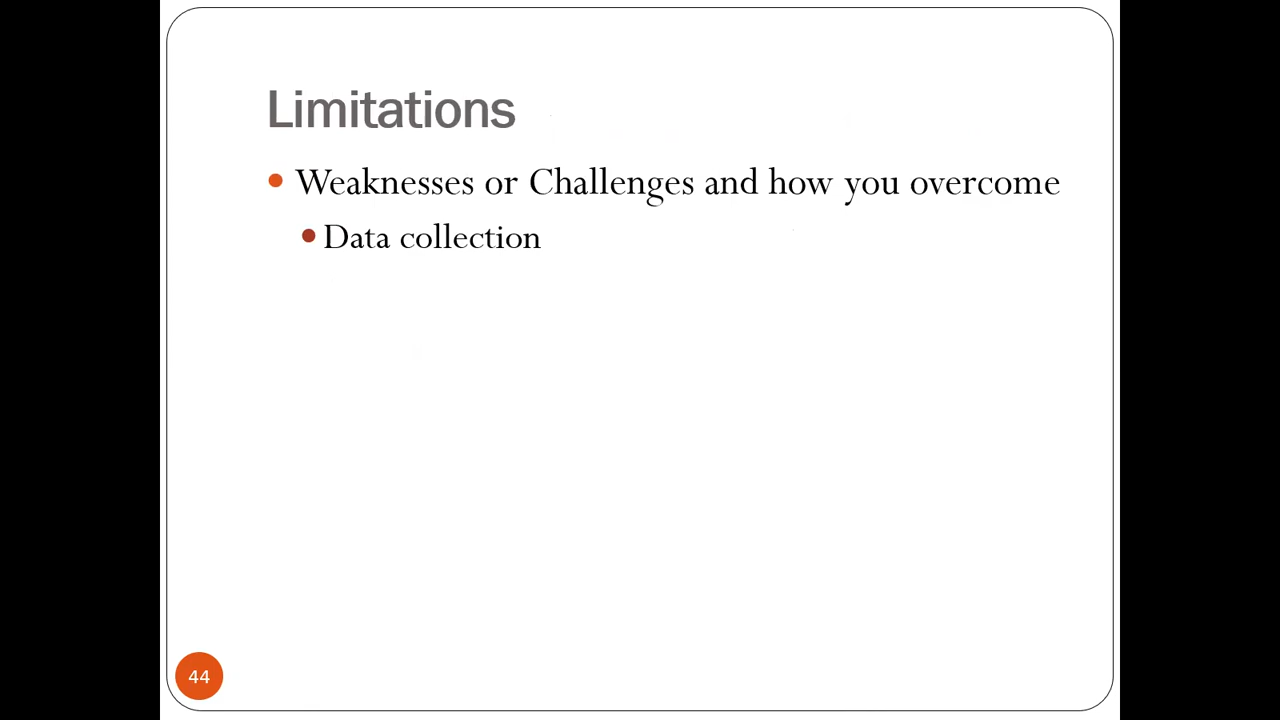 Limitations
Weaknesses or Challenges and how you overcome
Data collection
44